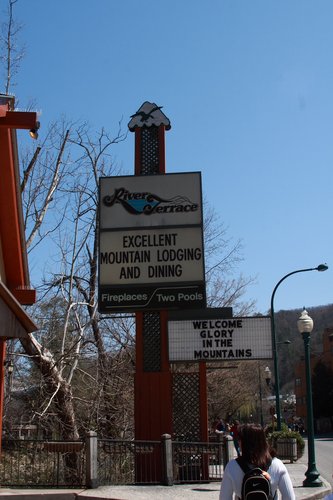 River
Terrace
EXCELLENT
MOUNTAIN LODGING
AND DINING
Fireplaces / Two Pools
WELCOME
GLORY
IN THE
MOUNTAINS